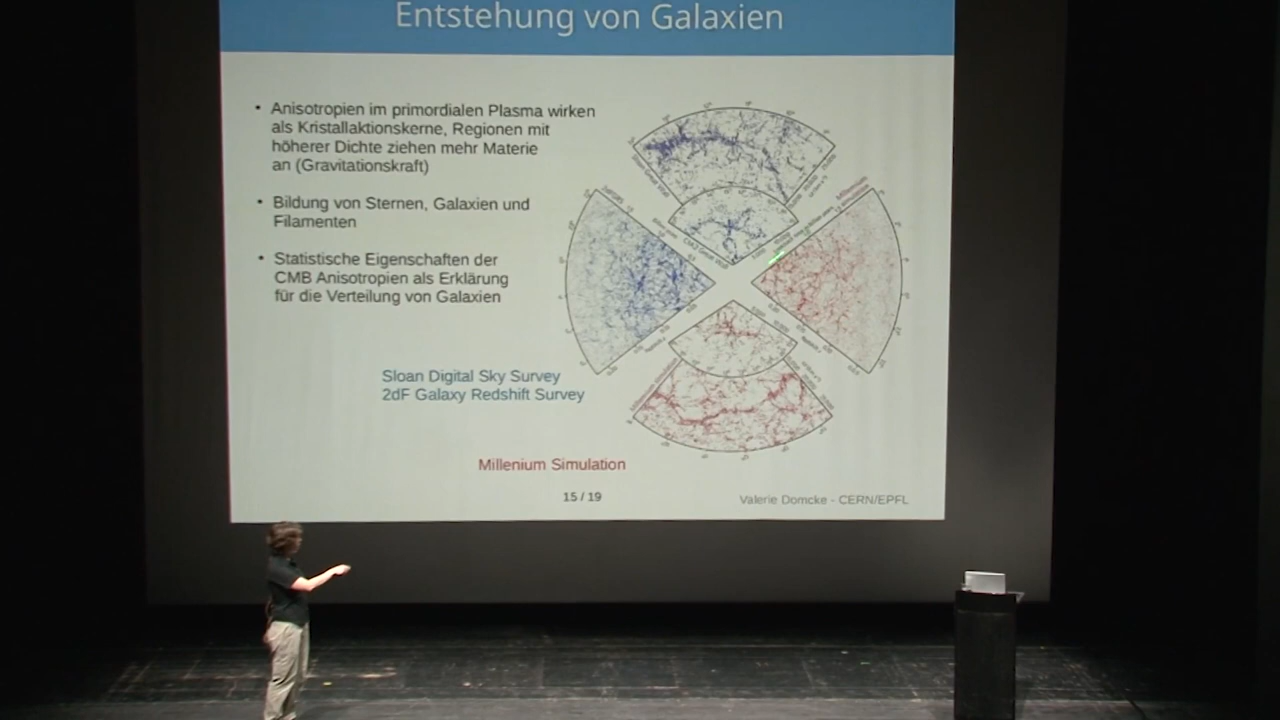 Entstehung von Galaxien
• Anisotropien im primordialen Plasma wirken
als Kristallaktionskerne, Regionen mit
höherer Dichte ziehen mehr Materie
an (Gravitationskraft)
• Bildung von Sternen, Galaxien und
Filamenten
• Statistische Eigenschaften der
CMB Anisotropien als Erklärung
für die Verteilung von Galaxien
Sloan Digital Sky Survey
2dF Galaxy Redshift Survey
Millenium Simulation
15 / 19
Valerie Domcke - CERN/EPFL